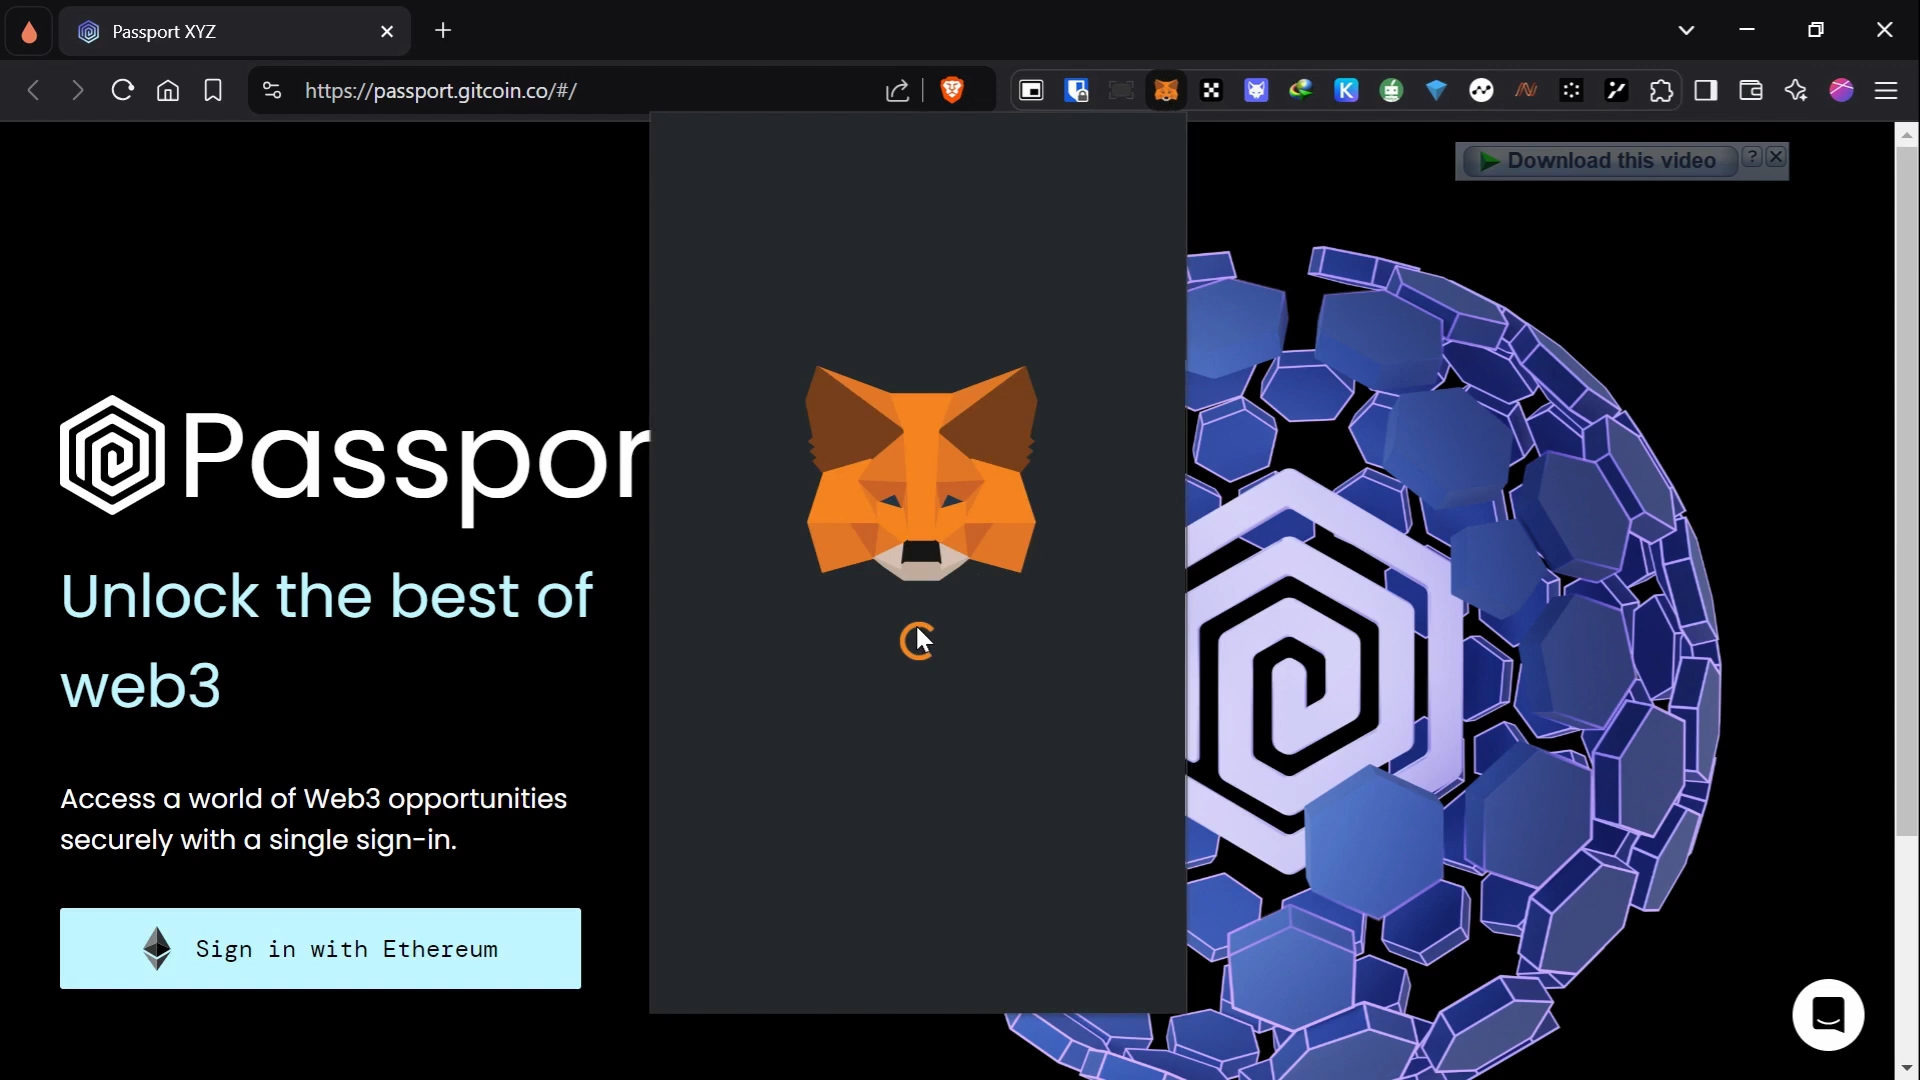 Passport XYZ
https://passport.gitcoin.co/#/
Download this video
?
Passpor
Unlock the best of
web3
Access a world of Web3 opportunities
securely with a single sign-in.
Sign in with Ethereum